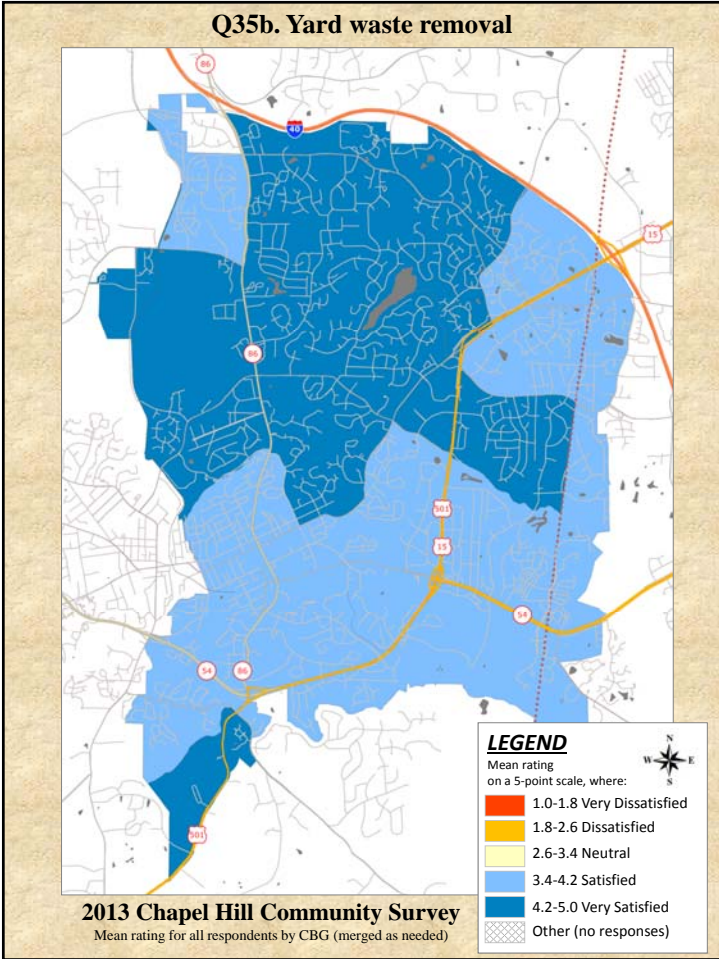 Q35b. Yard waste removal
86
40
15
86
501
15
54
54
86
501
LEGEND
Mean rating
on a 5-point scale, where:
N
W E
S
1.0-1.8 Very Dissatisfied
1.8-2.6 Dissatisfied
2.6-3.4 Neutral
3.4-4.2 Satisfied
4.2-5.0 Very Satisfied
Other (no responses)
2013 Chapel Hill Community Survey
Mean rating for all respondents by CBG (merged as needed)